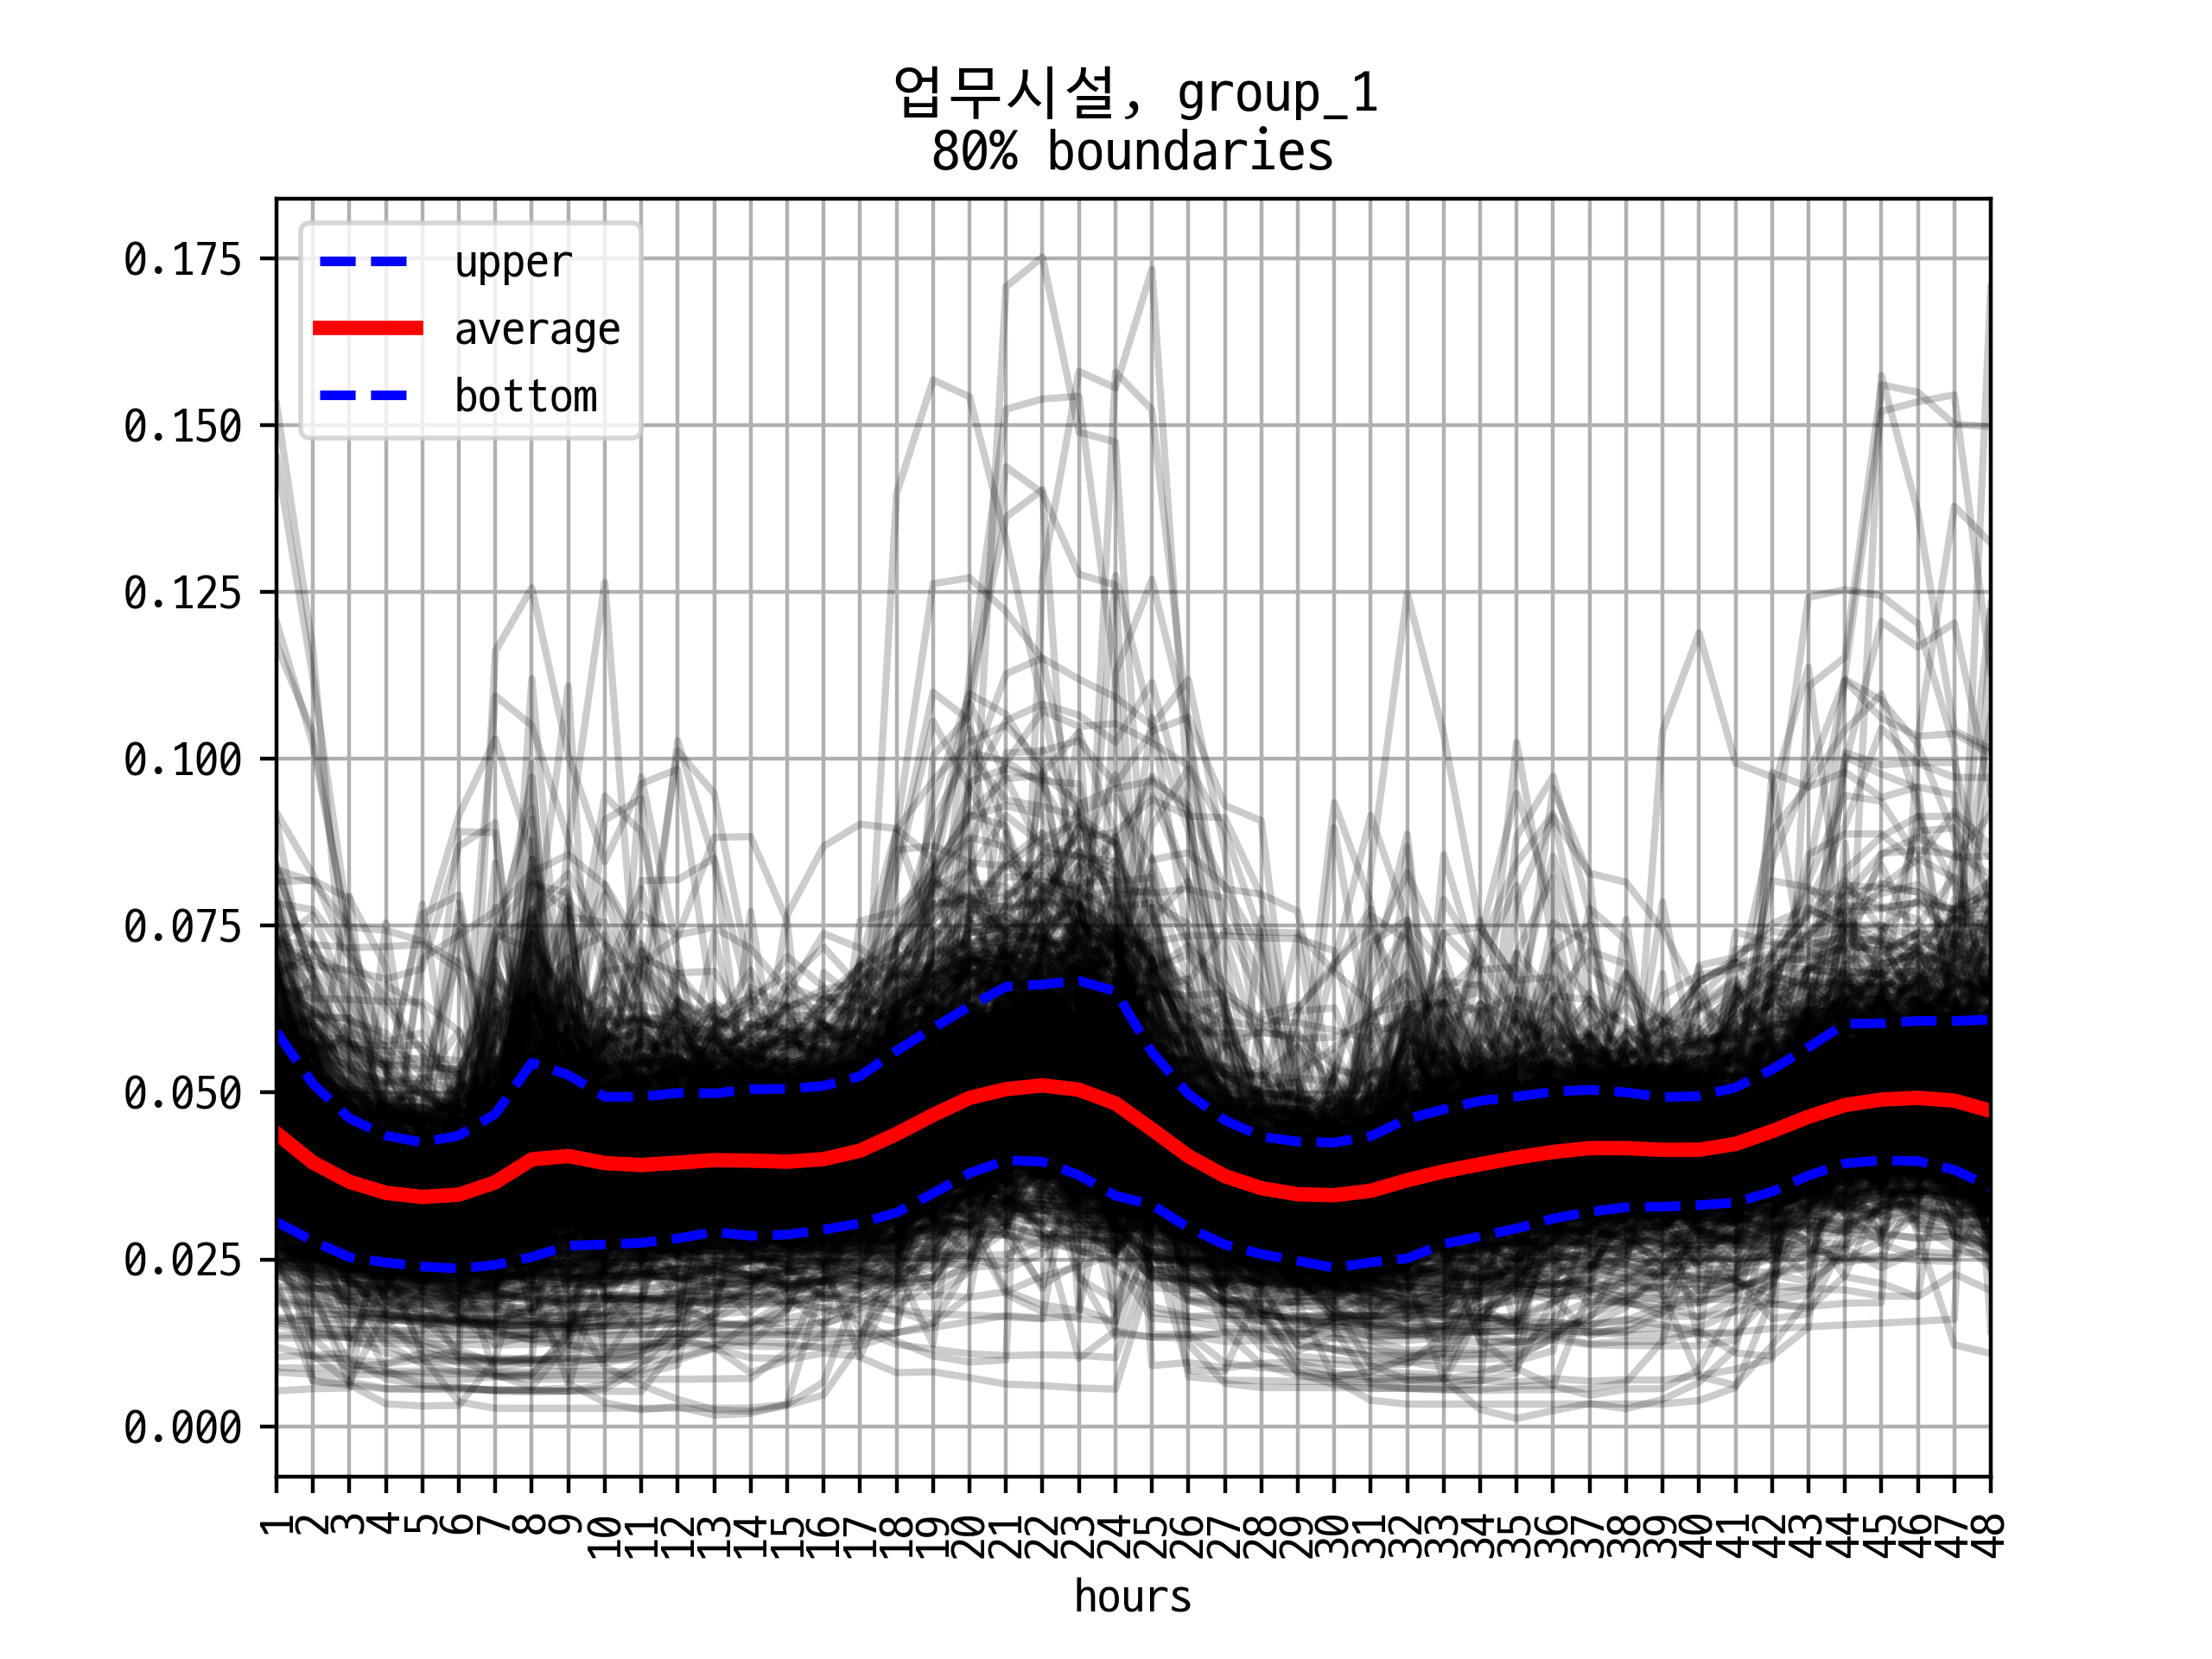 업무시설, group_1
80% boundaries
upper
average
bottom
0.175
0.150
0.125
0.100
0.075
0.050
0.025
0.000
1 2 3 4 5 6 7 8 9 10 11 12 13 14 15 16 17 18 19 20 21 22 23 24 25 26 27 28 29 30 31 32 33 34 35 36 37 38 39 40 41 42 43 44 45 46 47 48
hours